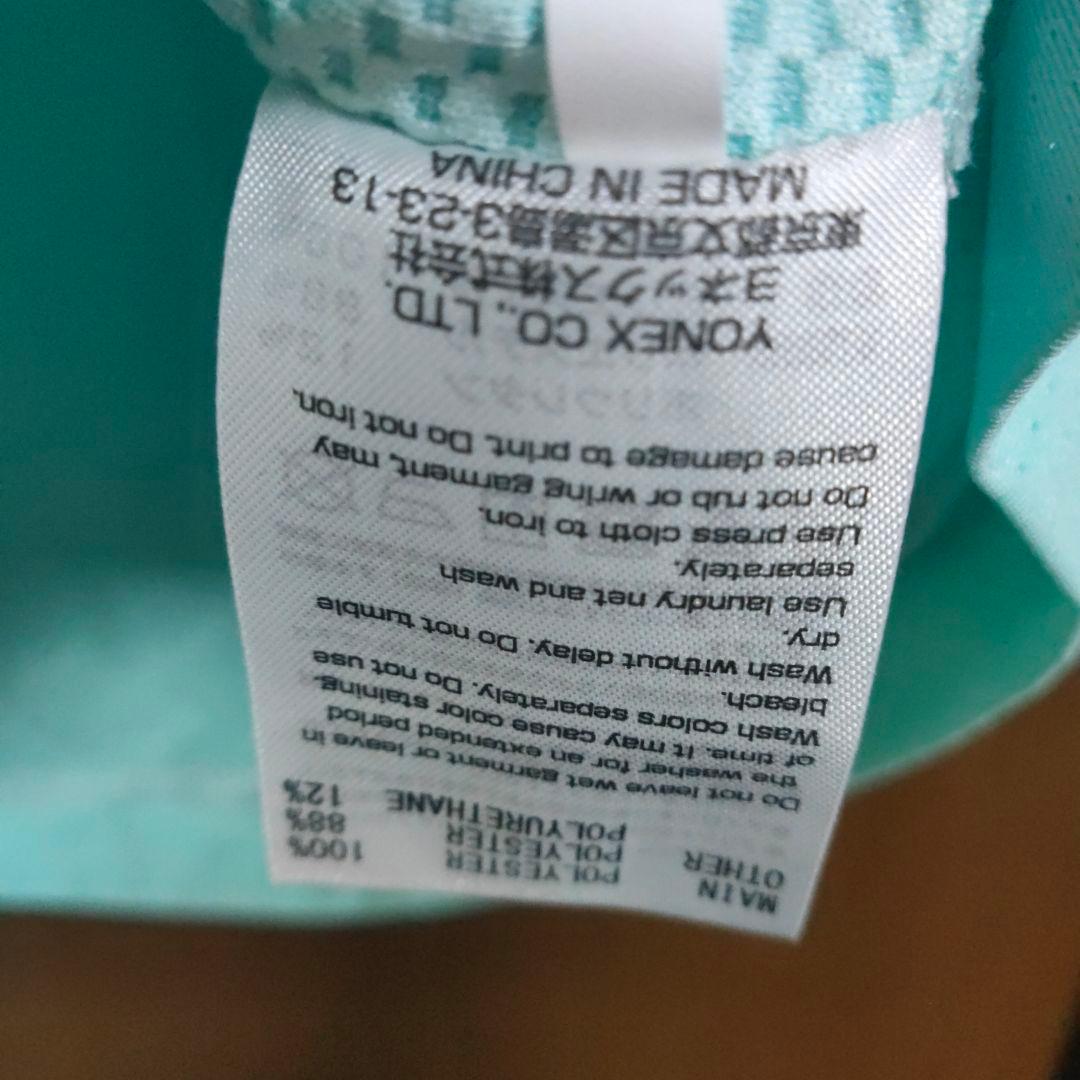 MAIN POLYESTER 100%
OTHER POLYESTER 88%
POLYURETHANE 12%
Do not leave wet garment or leave in
the washer for an extended period
of time. It may cause color staining.
Wash colors separately. Do not use
bleach.
Wash without delay. Do not tumble
dry.
Use laundry net and wash
separately.
Use press cloth to iron.
Do not rub or wring garment, may
cause damage to print. Do not iron.
YONEX CO., LTD.
ヨネックス株式会社
東京都文京区湯島3-23-13
MADE IN CHINA